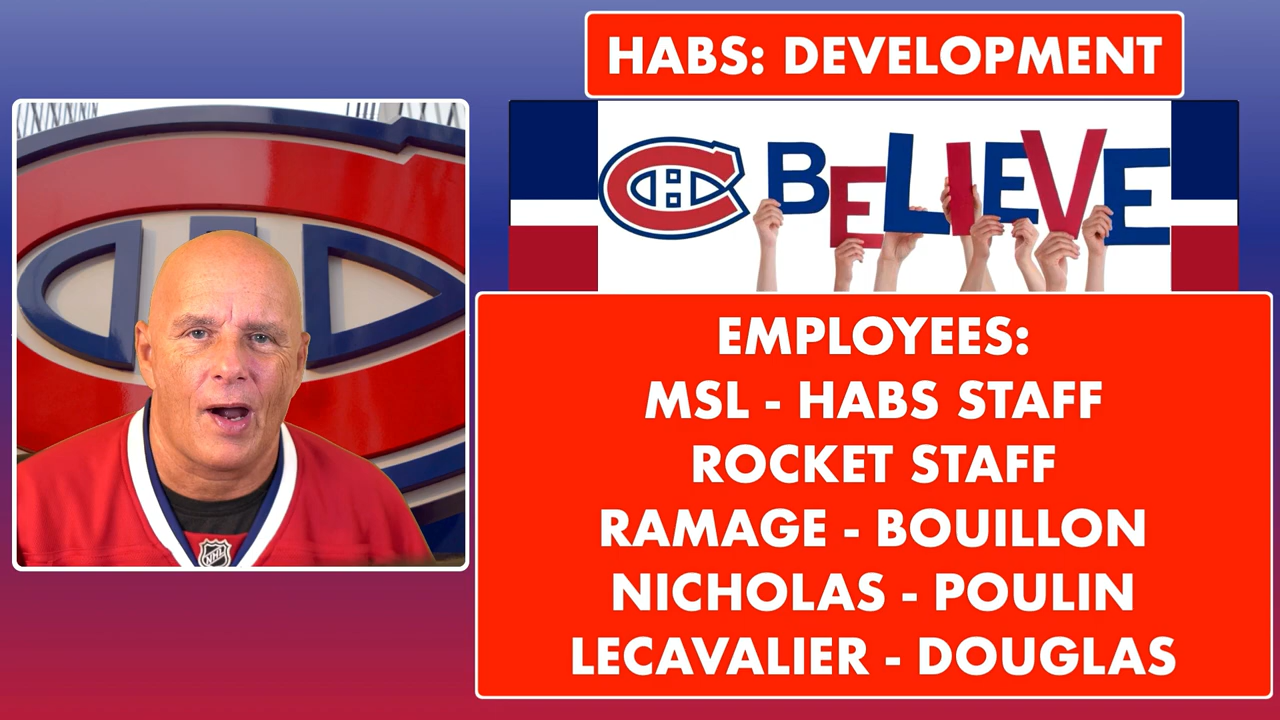 HABS: DEVELOPMENT
BELIEVE
EMPLOYEES:
MSL - HABS STAFF
ROCKET STAFF
RAMAGE - BOUILLON
NICHOLAS - POULIN
LECAVALIER - DOUGLAS
NHL